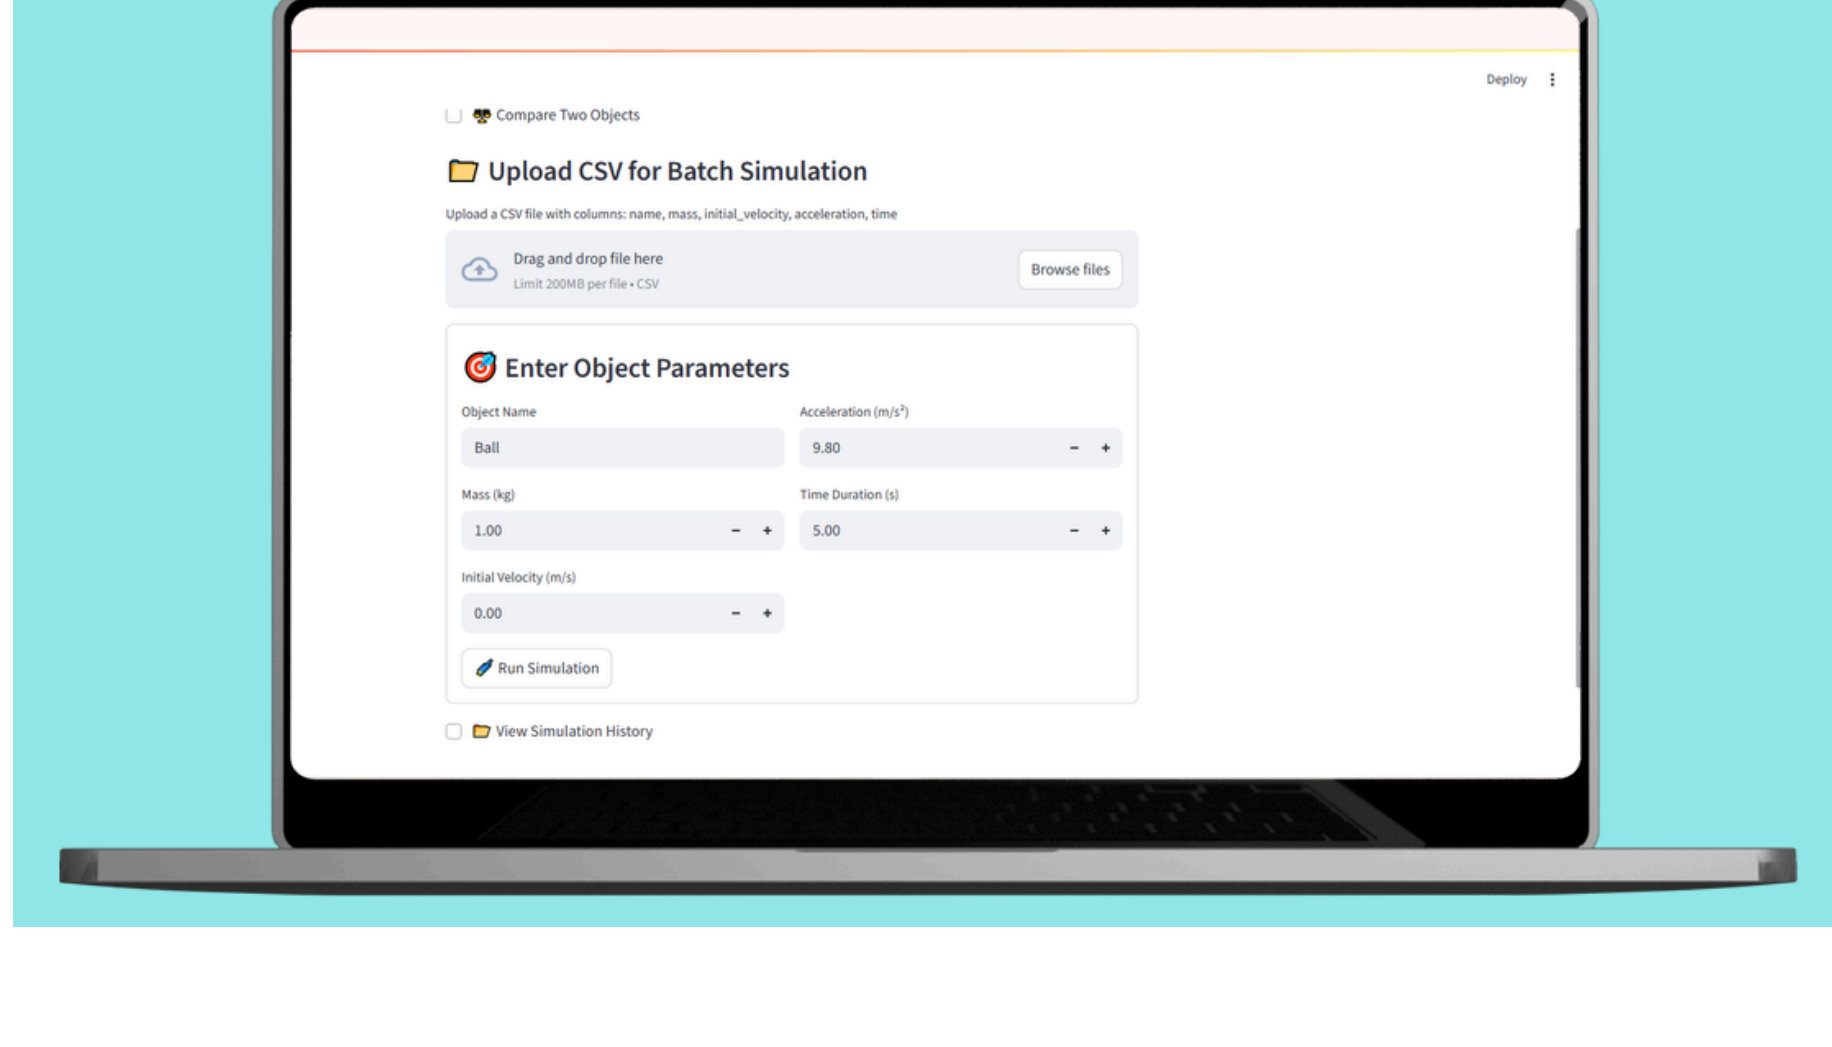 Deploy
Compare Two Objects
Upload CSV for Batch Simulation
Upload a CSV file with columns: name, mass, initial_velocity, acceleration, time
Drag and drop file here
Limit 200MB per file • CSV
Browse files
Enter Object Parameters
Object Name
Acceleration (m/s²)
Ball
9.80
Mass (kg)
Time Duration (s)
1.00
5.00
Initial Velocity (m/s)
0.00
Run Simulation
View Simulation History